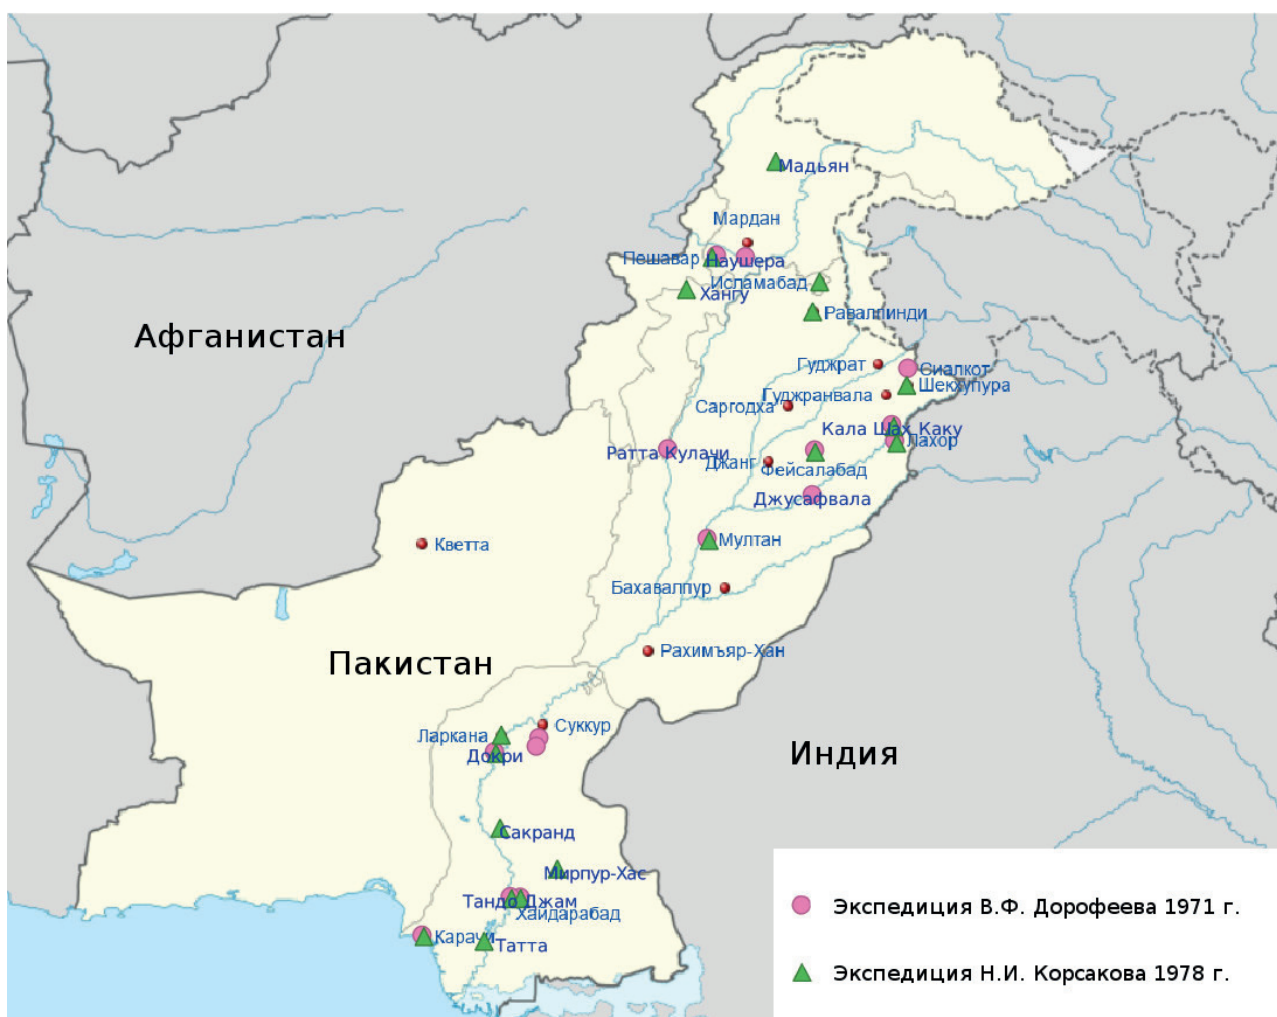 Мадьян
Мардан
Пешавар
Наушера
Исламабад
Хангу
Равалпинди
Афганистан
Гуджрат
Сиалкот
Шекхупура
Гуджранвала
Саргодха
Кала Шах Каку
Лахор
Ратта Кулачи
Джанг
Фейсалабад
Джусафвала
Кветта
Мултан
Бахавалпур
Пакистан
Рахимъяр-Хан
Суккур
Ларкана
Докри
Индия
Сакранд
Мирпур-Хас
Тандо Джам
Хайдарабад
Карачи
Татта
Экспедиция В.Ф. Дорофеева 1971 г.
Экспедиция Н.И. Корсакова 1978 г.